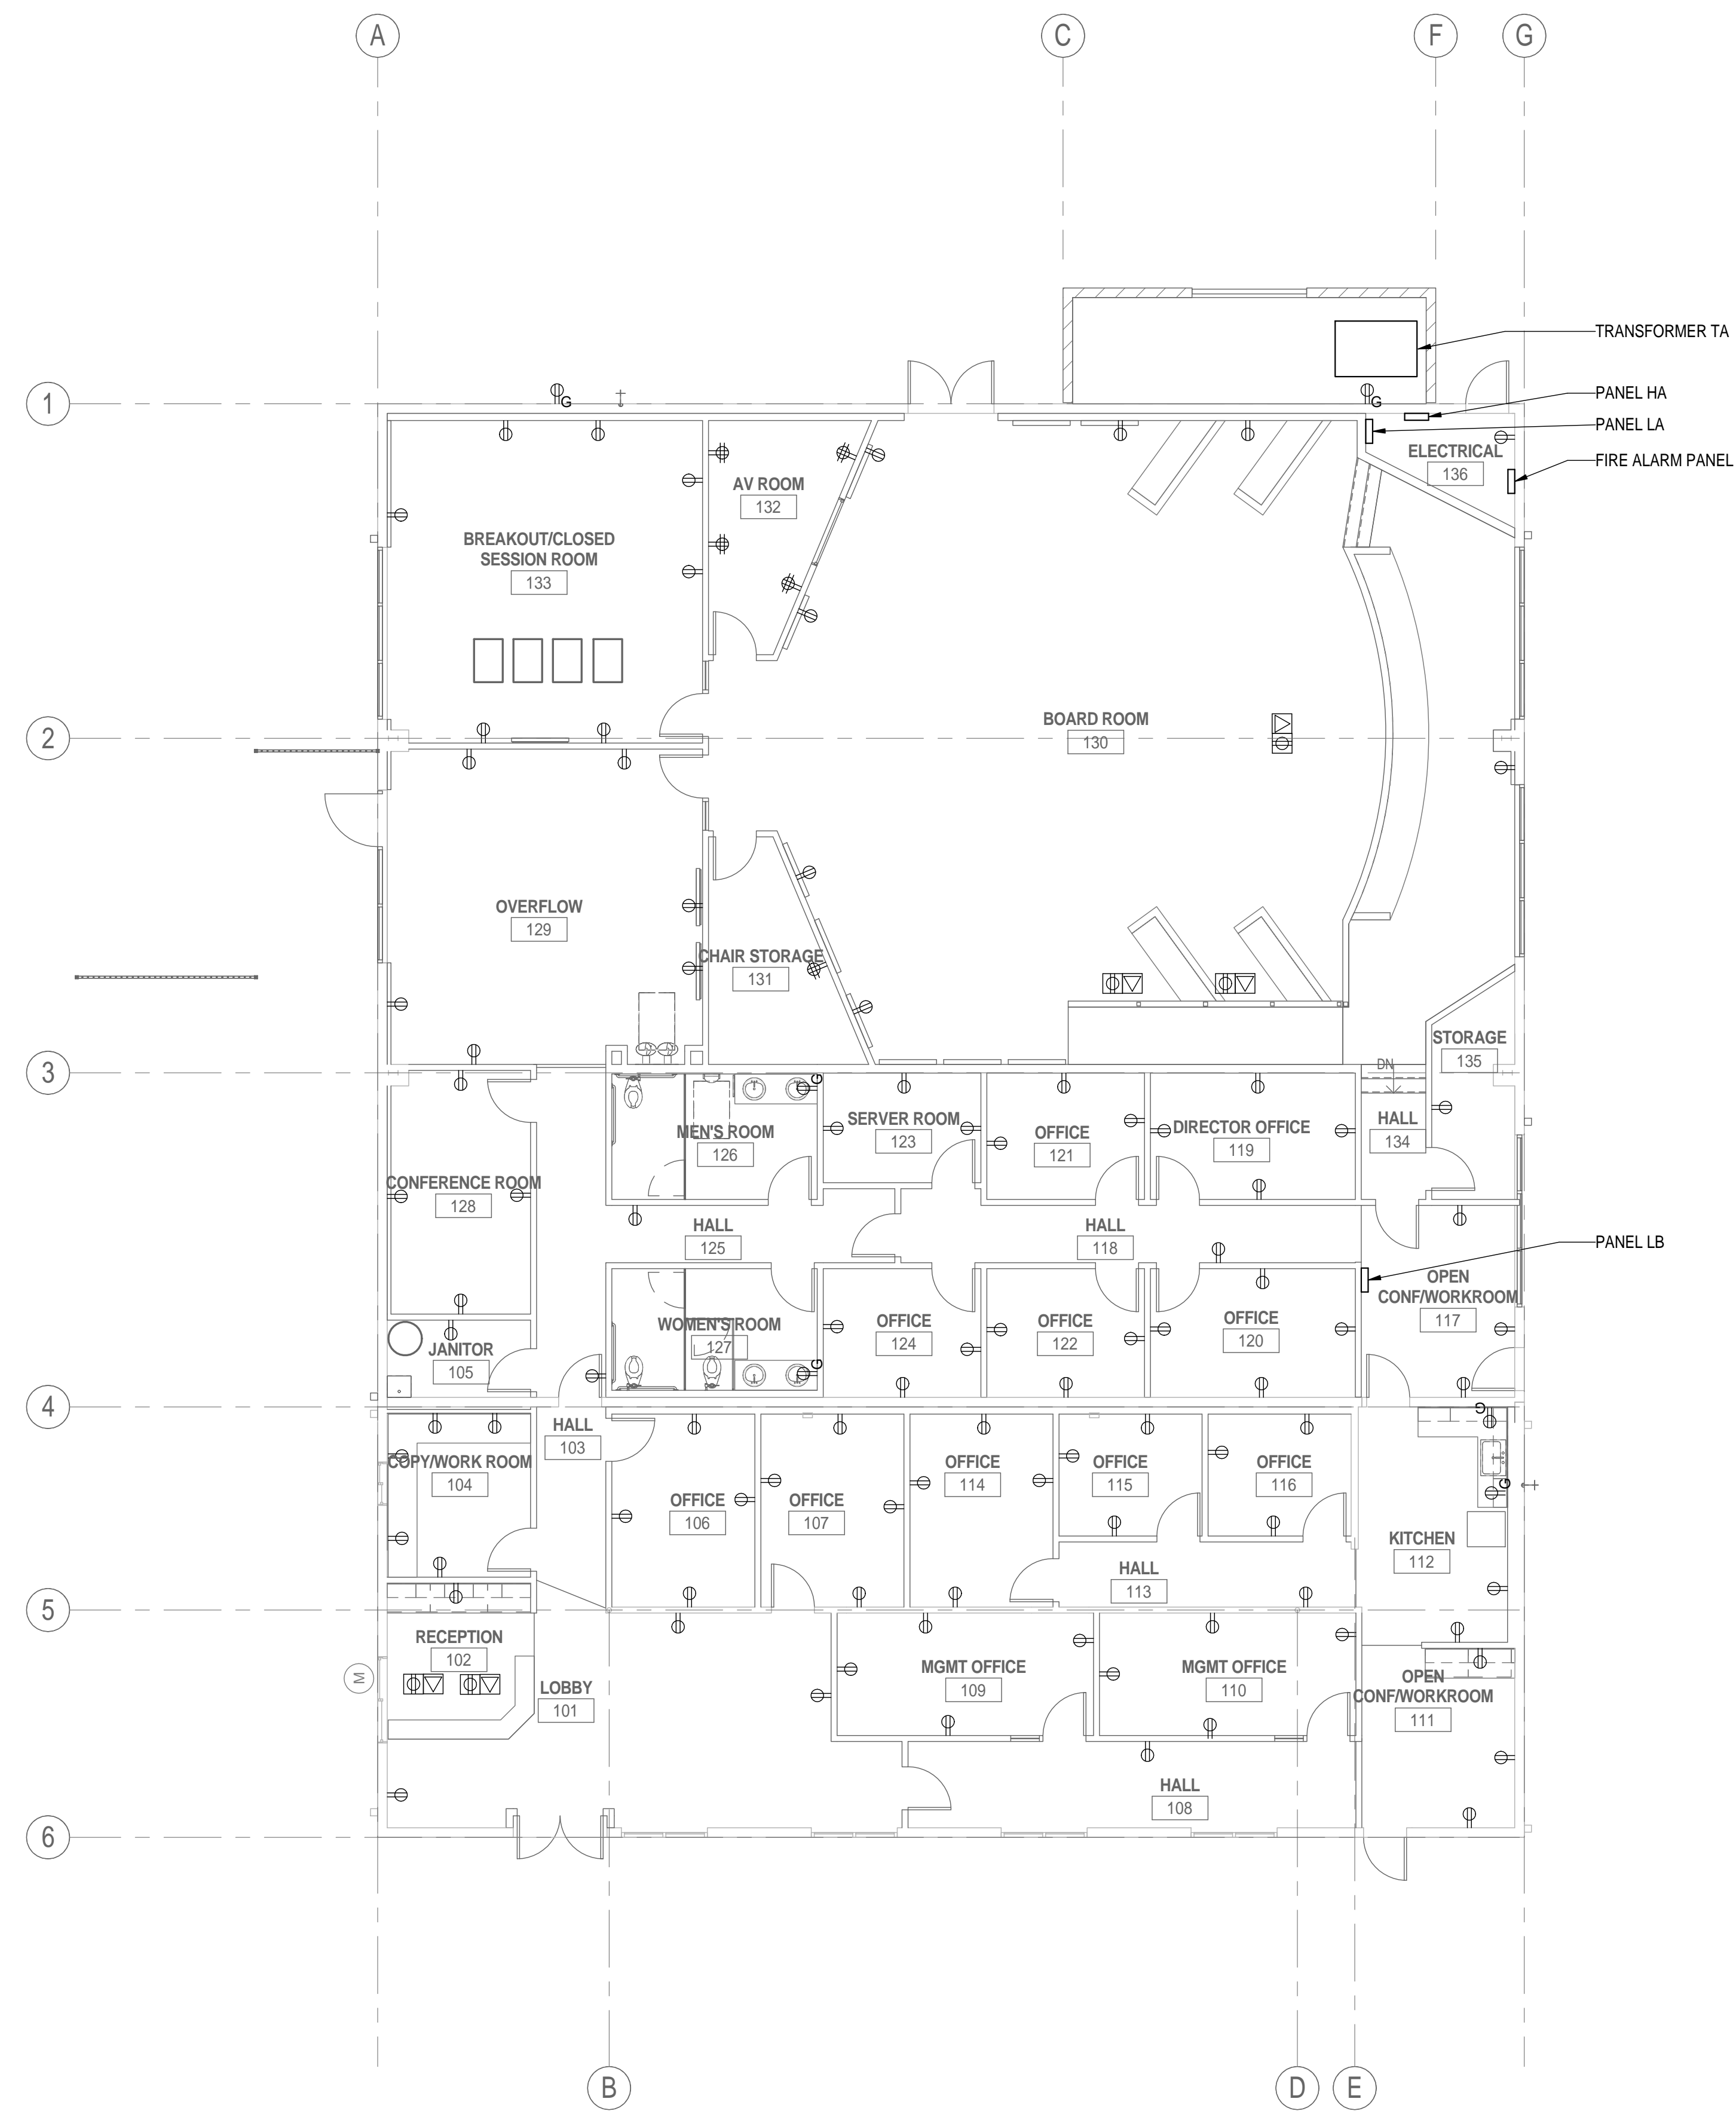 A
C
F
G
TRANSFORMER TA
1
G
G
PANEL HA
PANEL LA
ELECTRICAL
136
FIRE ALARM PANEL
AV ROOM
132
BREAKOUT/CLOSED
SESSION ROOM
133
2
BOARD ROOM
130
OVERFLOW
129
CHAIR STORAGE
131
STORAGE
135
3
DN
G
MEN'S ROOM
126
SERVER ROOM
123
OFFICE
121
DIRECTOR OFFICE
119
HALL
134
CONFERENCE ROOM
128
HALL
125
HALL
118
PANEL LB
OPEN
CONF/WORKROOM
117
JANITOR
105
WOMEN'S ROOM
127
G
OFFICE
124
OFFICE
122
OFFICE
120
4
G
HALL
103
COPY/WORK ROOM
104
OFFICE
106
OFFICE
107
OFFICE
114
OFFICE
115
OFFICE
116
G
KITCHEN
112
HALL
113
5
RECEPTION
102
M
LOBBY
101
MGMT OFFICE
109
MGMT OFFICE
110
OPEN
CONF/WORKROOM
111
HALL
108
6
B
D
E